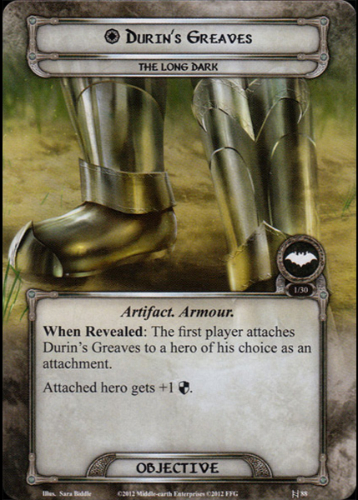 Durin's Greaves
The Long Dark
1/30
Artifact. Armour.
When Revealed: The first player attaches
Durin's Greaves to a hero of his choice as an
attachment.
Attached hero gets +1 .
Illus. Sara Biddle ©2012 Middle-earth Enterprises ©2012 FFG 88
Objective